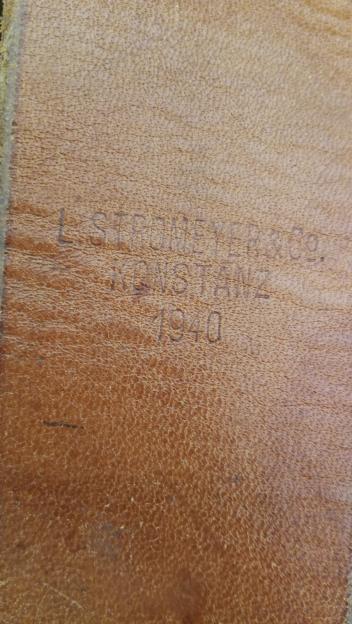 L. STROMEYER & Co.
KONSTANZ
1940